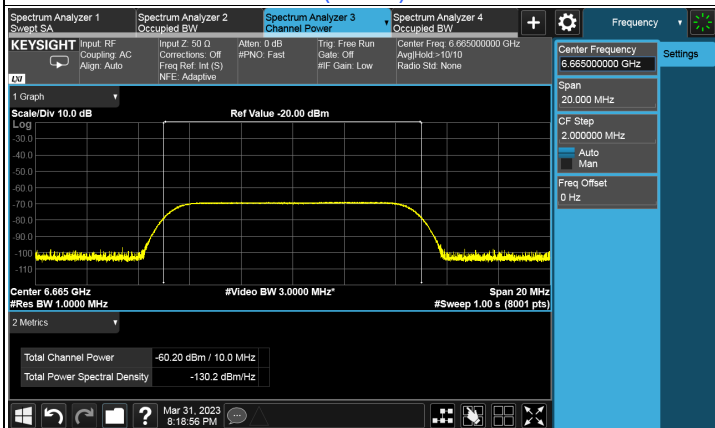 Spectrum Analyzer 1
Swept SA
Spectrum Analyzer 2
Occupied BW
Spectrum Analyzer 3
Channel Power
Spectrum Analyzer 4
Occupied BW
+
Frequency
Settings
KEYSIGHT
LXI
Input: RF
Coupling: AC
Align: Auto
Input Z: 50 Ω
Corrections: Off
Freq Ref: Int (S)
NFE: Adaptive
Atten: 0 dB
#PNO: Fast
Trig: Free Run
Gate: Off
#IF Gain: Low
Center Freq: 6.665000000 GHz
Avg|Hold:>10/10
Radio Std: None
Center Frequency
6.665000000 GHz
Span
20.000 MHz
CF Step
2.000000 MHz
Auto
Man
Freq Offset
0 Hz
1 Graph
Scale/Div 10.0 dB
Ref Value -20.00 dBm
Log
-30.0
-40.0
-50.0
-60.0
-70.0
-80.0
-90.0
-100
-110
Center 6.665 GHz
#Video BW 3.0000 MHz*
Span 20 MHz
#Res BW 1.0000 MHz
#Sweep 1.00 s (8001 pts)
2 Metrics
Total Channel Power -60.20 dBm / 10.0 MHz
Total Power Spectral Density -130.2 dBm/Hz
?
Mar 31, 2023
8:18:56 PM